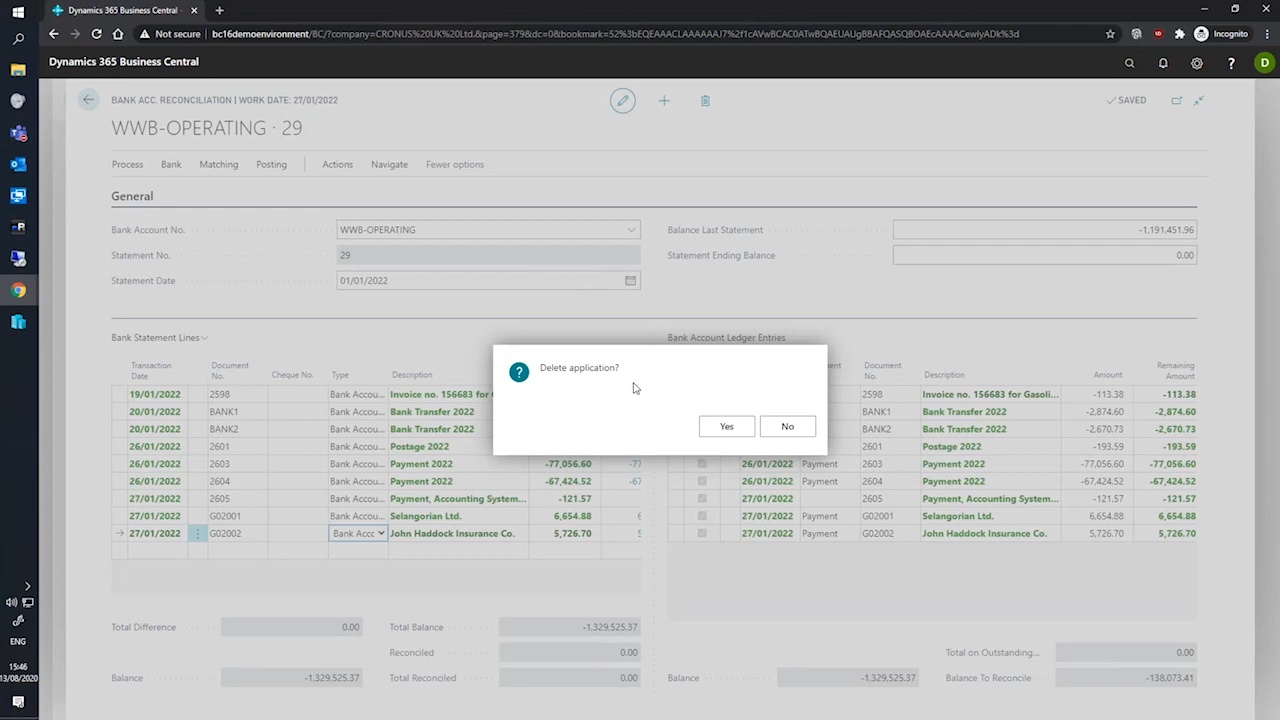 Dynamics 365 Business Central -
Not secure
bc16demoenvironment/BC/?company=CRONUS%20UK%20Ltd.&page=379&dc=0&bookmark=52%3bEQEAACLAAAAAJ7%2f1cAVwBCAC0ATwBQAEUAUgBBAFQASQBOAEcAAAACewIyADk%3d
Incognito
Dynamics 365 Business Central
D
BANK ACC. RECONCILIATION | WORK DATE: 27/01/2022
SAVED
WWB-OPERATING · 29
Process Bank Matching Posting Actions Navigate Fewer options
General
Bank Account No. WWB-OPERATING Balance Last Statement -1,191,451.96
Statement No. 29 Statement Ending Balance 0.00
Statement Date 01/01/2022
Bank Statement Lines
Transaction Date Document No. Cheque No. Type Description
19/01/2022 2598 Bank Accou... Invoice no. 156683 for G
20/01/2022 BANK1 Bank Accou... Bank Transfer 2022
20/01/2022 BANK2 Bank Accou... Bank Transfer 2022
26/01/2022 2601 Bank Accou... Postage 2022
26/01/2022 2603 Bank Accou... Payment 2022 -77,056.60 -77
26/01/2022 2604 Bank Accou... Payment 2022 -67,424.52 -67
27/01/2022 2605 Bank Accou... Payment, Accounting System... -121.57
27/01/2022 G02001 Bank Accou... Selangorian Ltd. 6,654.88 6
27/01/2022 G02002 Bank Acco John Haddock Insurance Co. 5,726.70 5
Bank Account Ledger Entries
Document No. Description Amount Remaining Amount
2598 Invoice no. 156683 for Gasoli... -113.38 -113.38
BANK1 Bank Transfer 2022 -2,874.60 -2,874.60
BANK2 Bank Transfer 2022 -2,670.73 -2,670.73
2601 Postage 2022 -193.59 -193.59
26/01/2022 Payment 2603 Payment 2022 -77,056.60 -77,056.60
26/01/2022 Payment 2604 Payment 2022 -67,424.52 -67,424.52
27/01/2022 Payment 2605 Payment, Accounting System... -121.57 -121.57
27/01/2022 Payment G02001 Selangorian Ltd. 6,654.88 6,654.88
27/01/2022 Payment G02002 John Haddock Insurance Co. 5,726.70 5,726.70
Delete application?
Yes No
Total Difference 0.00 Total Balance -1,329,525.37
Reconciled 0.00
Balance -1,329,525.37 Total Reconciled 0.00
Total on Outstanding... 0.00
Balance -1,329,525.37 Balance To Reconcile -138,073.41
ENG
15:46
13/08/2020